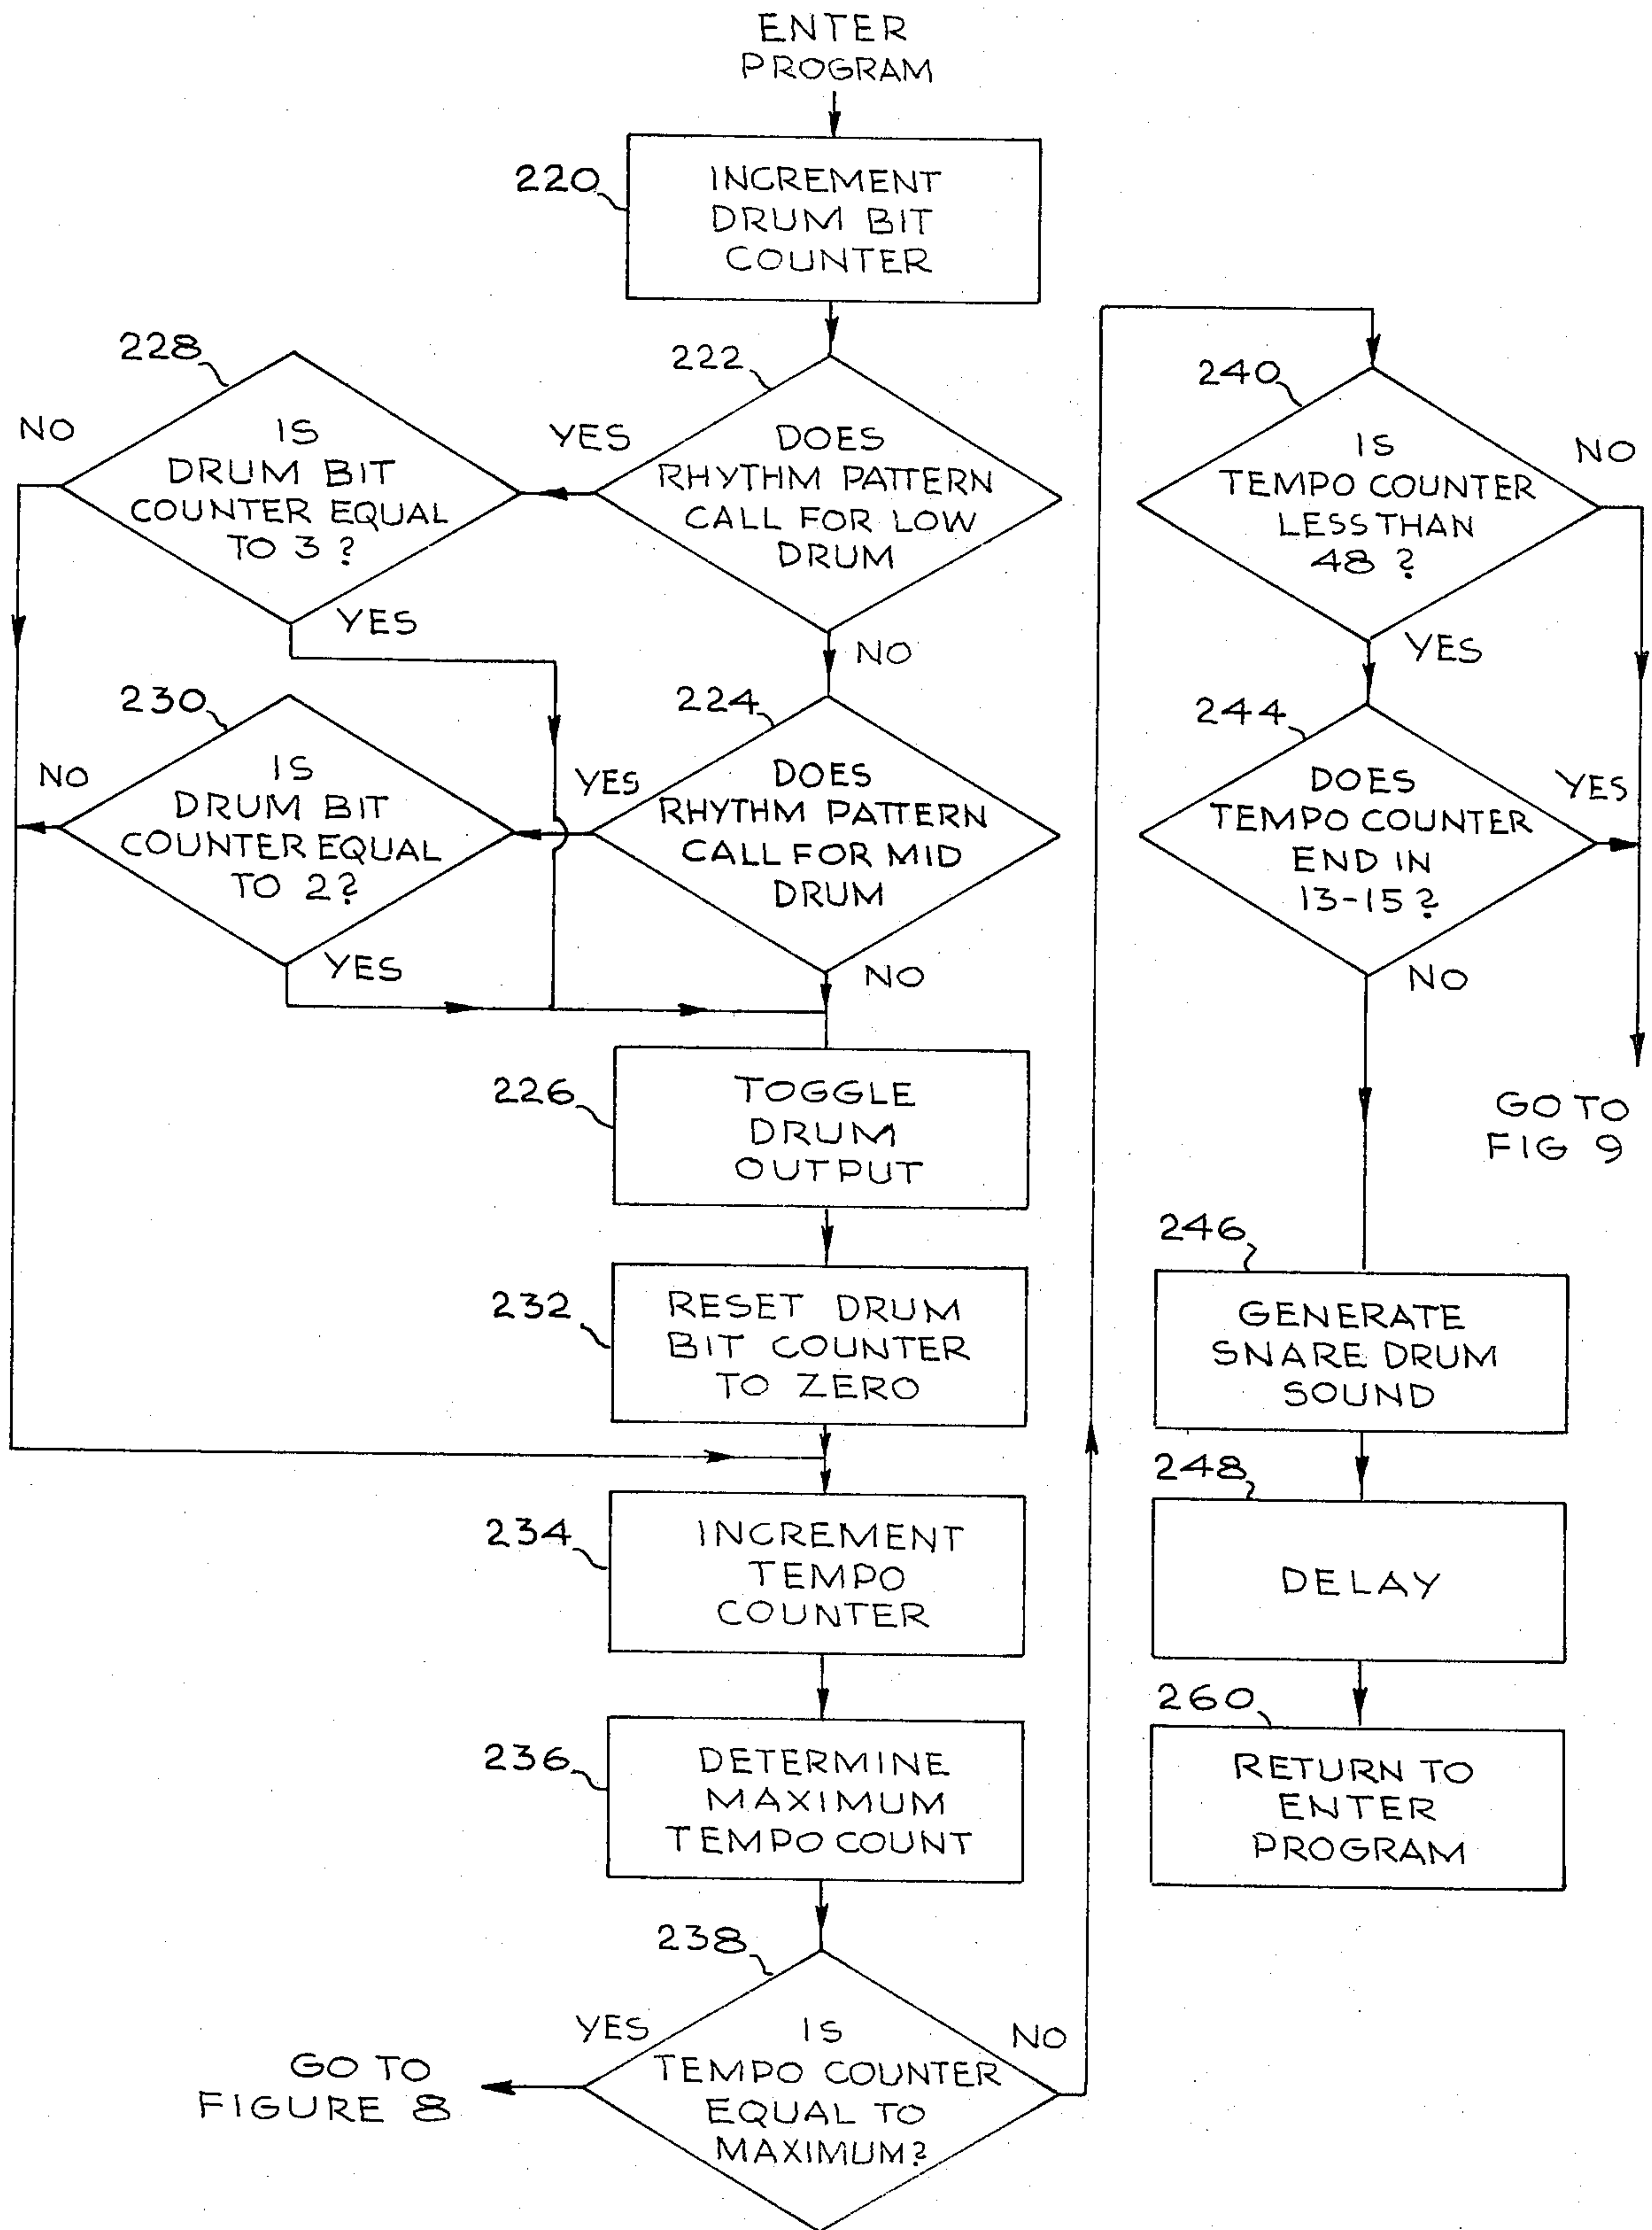 ENTER
PROGRAM
220
INCREMENT
DRUM BIT
COUNTER
228
NO
IS
DRUM BIT
COUNTER EQUAL
TO 3 ?
YES
222
YES
DOES
RHYTHM PATTERN
CALL FOR LOW
DRUM
NO
230
NO
IS
DRUM BIT
COUNTER EQUAL
TO 2?
YES
224
YES
DOES
RHYTHM PATTERN
CALL FOR MID
DRUM
NO
226
TOGGLE
DRUM
OUTPUT
232
RESET DRUM
BIT COUNTER
TO ZERO
234
INCREMENT
TEMPO
COUNTER
236
DETERMINE
MAXIMUM
TEMPO COUNT
238
YES
IS
TEMPO COUNTER
EQUAL TO
MAXIMUM?
NO
GO TO
FIGURE 8
240
IS
TEMPO COUNTER
LESS THAN
48 ?
NO
YES
244
DOES
TEMPO COUNTER
END IN
13-15?
YES
NO
GO TO
FIG 9
246
GENERATE
SNARE DRUM
SOUND
248
DELAY
260
RETURN TO
ENTER
PROGRAM